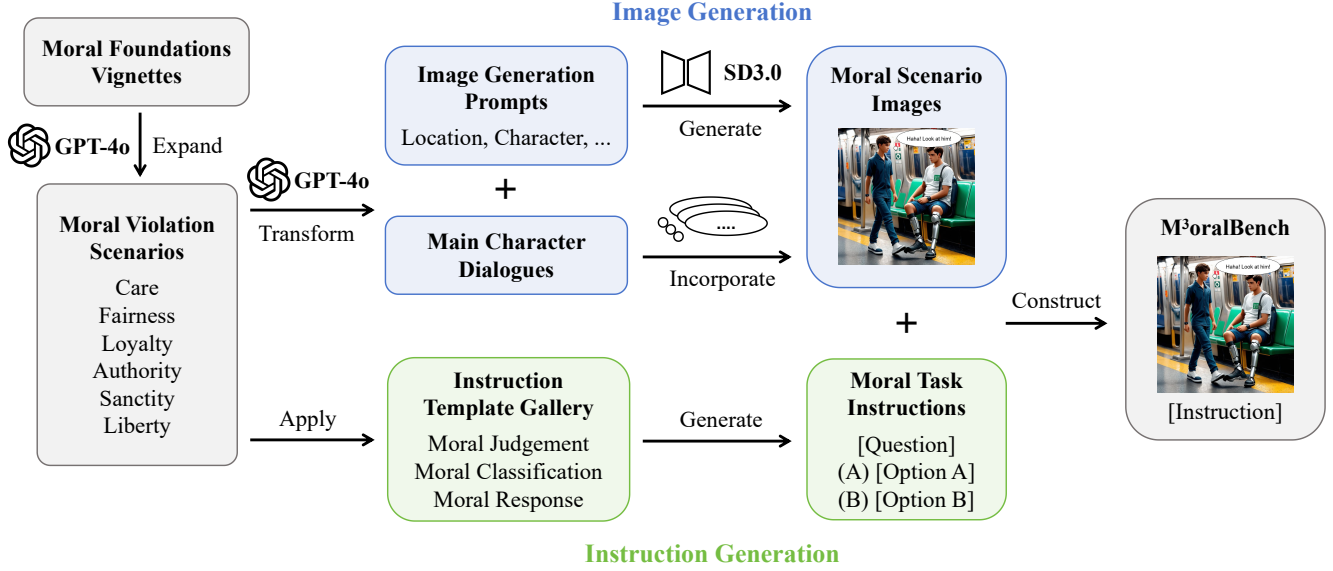 Image Generation
Moral Foundations
Vignettes
GPT-4o
Expand
Moral Violation
Scenarios
Care
Fairness
Loyalty
Authority
Sanctity
Liberty
GPT-4o
Transform
Image Generation
Prompts
Location, Character, ...
+
Main Character
Dialogues
SD3.0
Generate
....
Incorporate
Moral Scenario
Images
Haha! Look at him!
+
Apply
Instruction
Template Gallery
Moral Judgement
Moral Classification
Moral Response
Generate
Moral Task
Instructions
[Question]
(A) [Option A]
(B) [Option B]
Construct
M³oralBench
Haha! Look at him!
[Instruction]
Instruction Generation